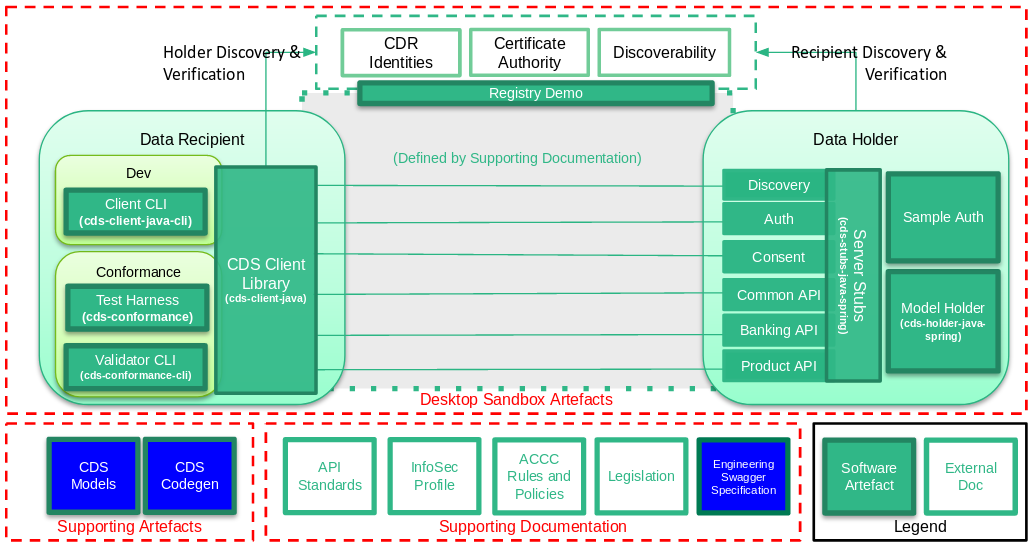 Holder Discovery &
Verification
CDR
Identities
Certificate
Authority
Discoverability
Registry Demo
Recipient Discovery &
Verification
Data Recipient
Dev
Client CLI
(cds-client-java-cli)
Conformance
Test Harness
(cds-conformance)
Validator CLI
(cds-conformance-cli)
CDS Client
Library
(cds-client-java)
(Defined by Supporting Documentation)
Data Holder
Discovery
Auth
Consent
Common API
Banking API
Product API
Server Stubs
(cds-stubs-java-spring)
Sample Auth
Model Holder
(cds-holder-java-
spring)
Desktop Sandbox Artefacts
CDS
Models
CDS
Codegen
Supporting Artefacts
API
Standards
InfoSec
Profile
ACCC
Rules and
Policies
Legislation
Engineering
Swagger
Specification
Supporting Documentation
Software
Artefact
External
Doc
Legend